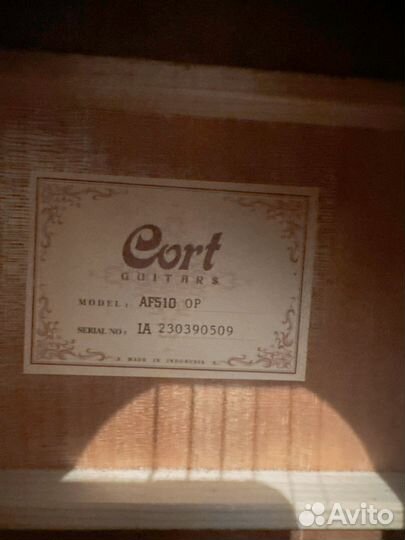 Cort
GUITARS
MODEL: AF510 OP
SERIAL NO: IA 230390509
MADE IN INDONESIA
Avito